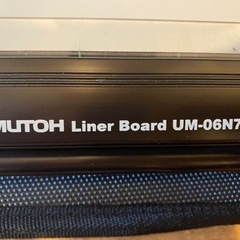 MUTOH Liner Board UM-06N7